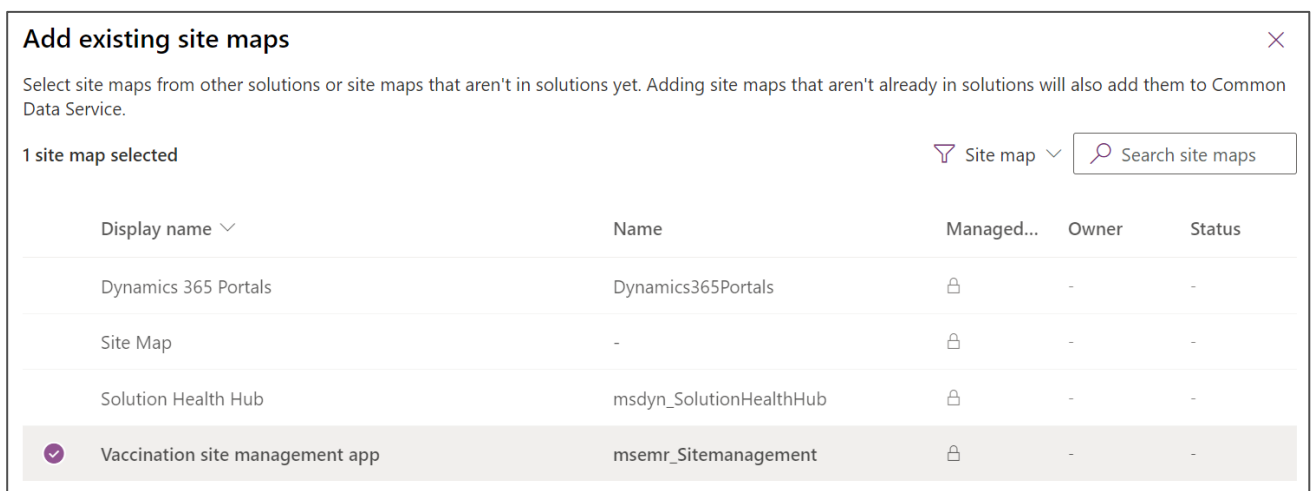 Add existing site maps
Select site maps from other solutions or site maps that aren't in solutions yet. Adding site maps that aren't already in solutions will also add them to Common
Data Service.
1 site map selected
Site map
Search site maps
Display name Name Managed... Owner Status
Dynamics 365 Portals Dynamics365Portals - -
Site Map - - -
Solution Health Hub msdyn_SolutionHealthHub - -
Vaccination site management app msemr_Sitemanagement - -